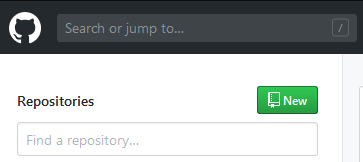 Search or jump to...
/
Repositories
New
Find a repository...